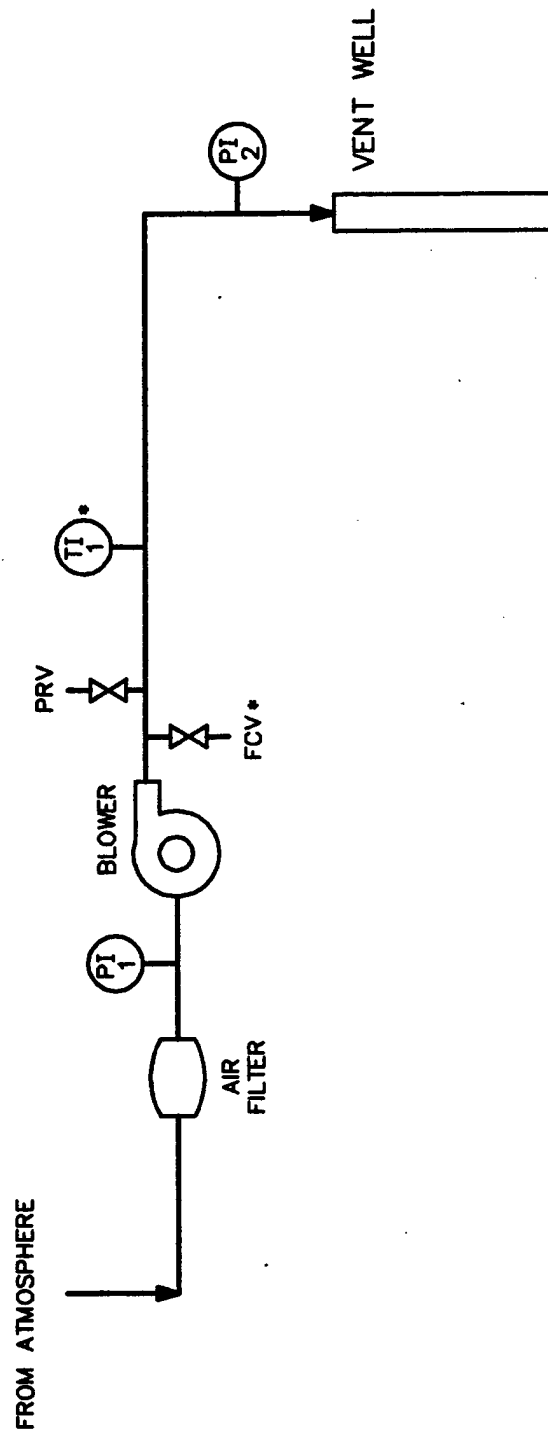 FROM ATMOSPHERE
AIR
FILTER
PI
1
BLOWER
FCV*
PRV
TI
1
*
PI
2
VENT WELL